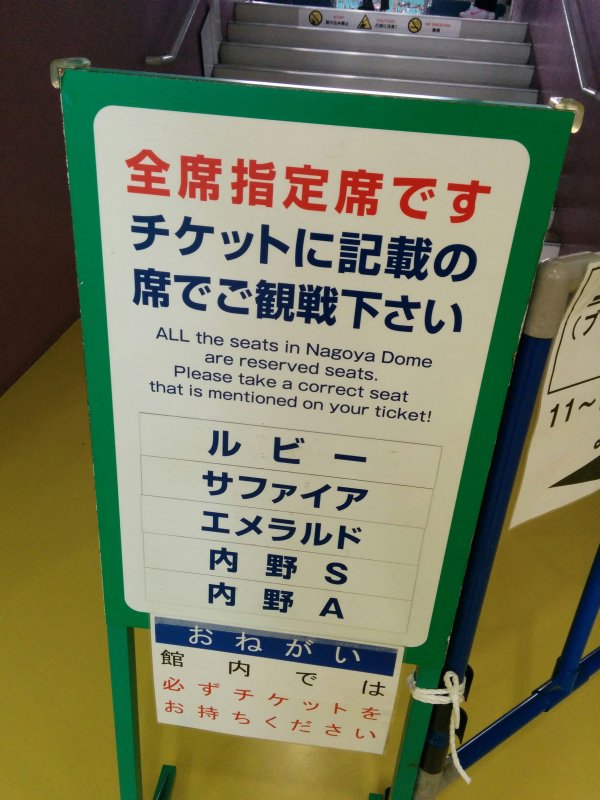 全席指定席です
チケットに記載の
席でご観戦下さい
ALL the seats in Nagoya Dome
are reserved seats.
Please take a correct seat
that is mentioned on your ticket!
ルビー
サファイア
エメラルド
内野S
内野A
おねがい
館内では
必ずチケットを
お持ちください
11～